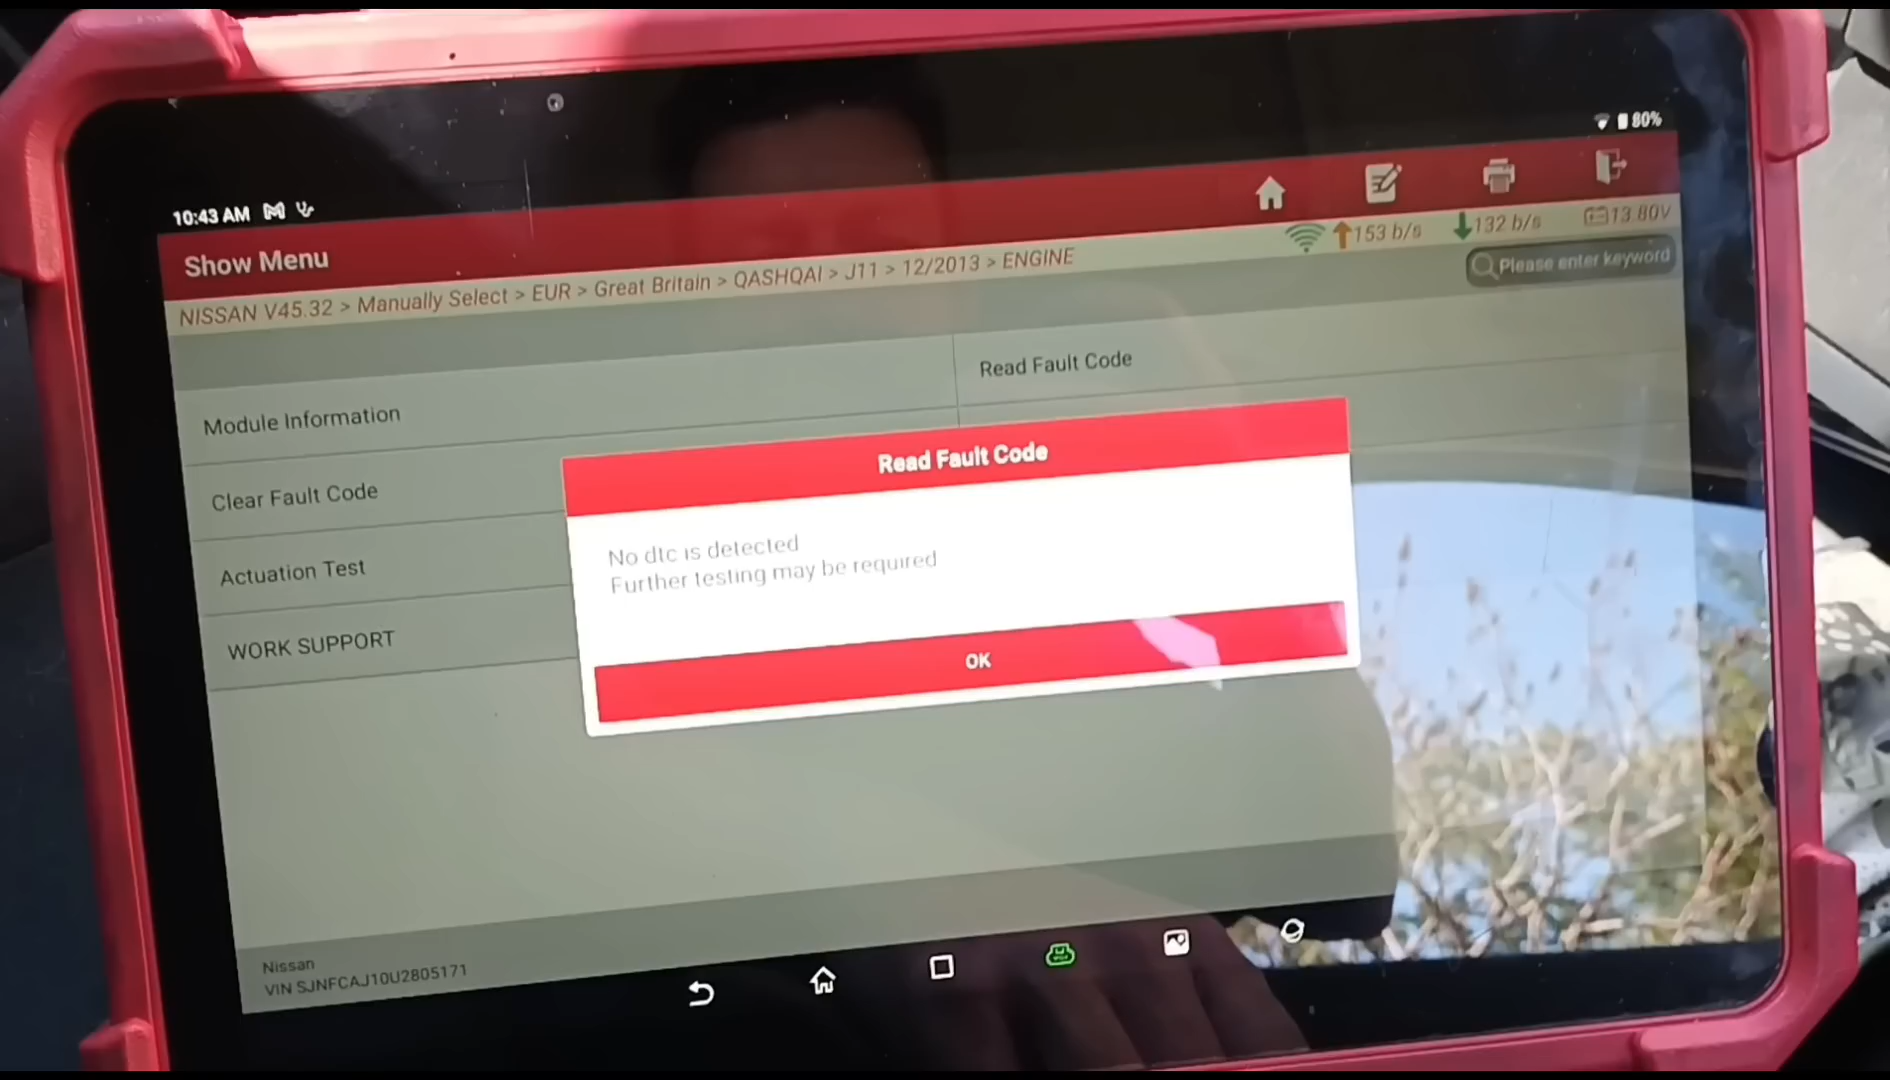 10:43 AM
80%
Show Menu
NISSAN V45.32 > Manually Select > EUR > Great Britain > QASHQAI > J11 > 12/2013 > ENGINE
153 b/s
132 b/s
13.80V
Please enter keyword
Module Information
Read Fault Code
Clear Fault Code
Actuation Test
WORK SUPPORT
Read Fault Code
No dtc is detected
Further testing may be required
OK
Nissan
VIN SJNFCAJ10U2805171